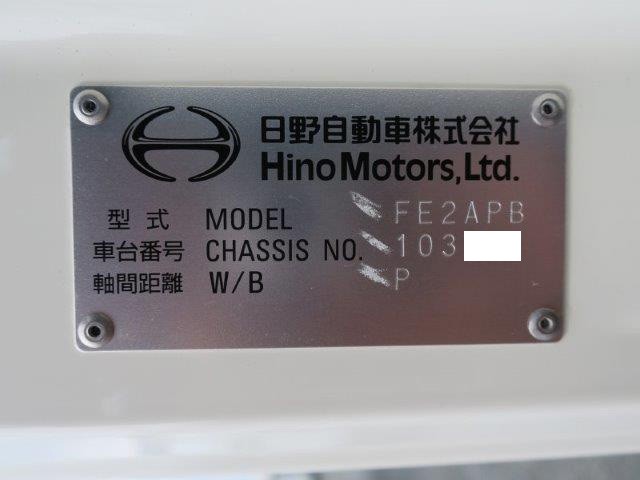 日野自動車株式会社
Hino Motors, Ltd.
型式 MODEL FE2APB
車台番号 CHASSIS NO. 103
軸間距離 W/B P